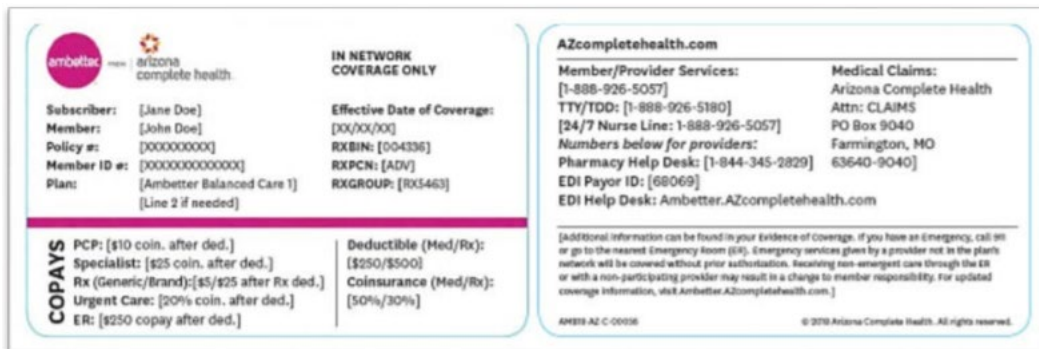 ambetter. FROM | arizona complete health
IN NETWORK
COVERAGE ONLY
Subscriber: [Jane Doe]
Member: [John Doe]
Policy #: [XXXXXXXXX]
Member ID #: [XXXXXXXXXXXXX]
Plan: [Ambetter Balanced Care 1]
[Line 2 if needed]
Effective Date of Coverage:
[XX/XX/XX]
RXBIN: [004336]
RXPCN: [ADV]
RXGROUP: [RX5463]
COPAYS
PCP: [$10 coin. after ded.]
Specialist: [$25 coin. after ded.]
Rx (Generic/Brand):[$5/$25 after Rx ded.]
Urgent Care: [20% coin. after ded.]
ER: [$250 copay after ded.]
Deductible (Med/Rx):
[$250/$500]
Coinsurance (Med/Rx):
[50%/30%]
AZcompletehealth.com
Member/Provider Services:
[1-888-926-5057]
TTY/TDD: [1-888-926-5180]
[24/7 Nurse Line: 1-888-926-5057]
Numbers below for providers:
Pharmacy Help Desk: [1-844-345-2829]
EDI Payor ID: [68069]
EDI Help Desk: Ambetter.AZcompletehealth.com
Medical Claims:
Arizona Complete Health
Attn: CLAIMS
PO Box 9040
Farmington, MO
63640-9040]
[Additional information can be found in your Evidence of Coverage. If you have an Emergency, call 911
or go to the nearest Emergency Room (ER). Emergency services given by a provider not in the plan's
network will be covered without prior authorization. Receiving non-emergent care through the ER
or with a non-participating provider may result in a change to member responsibility. For updated
coverage information, visit Ambetter.AZcompletehealth.com.]
© 2018 Arizona Complete Health. All rights reserved.